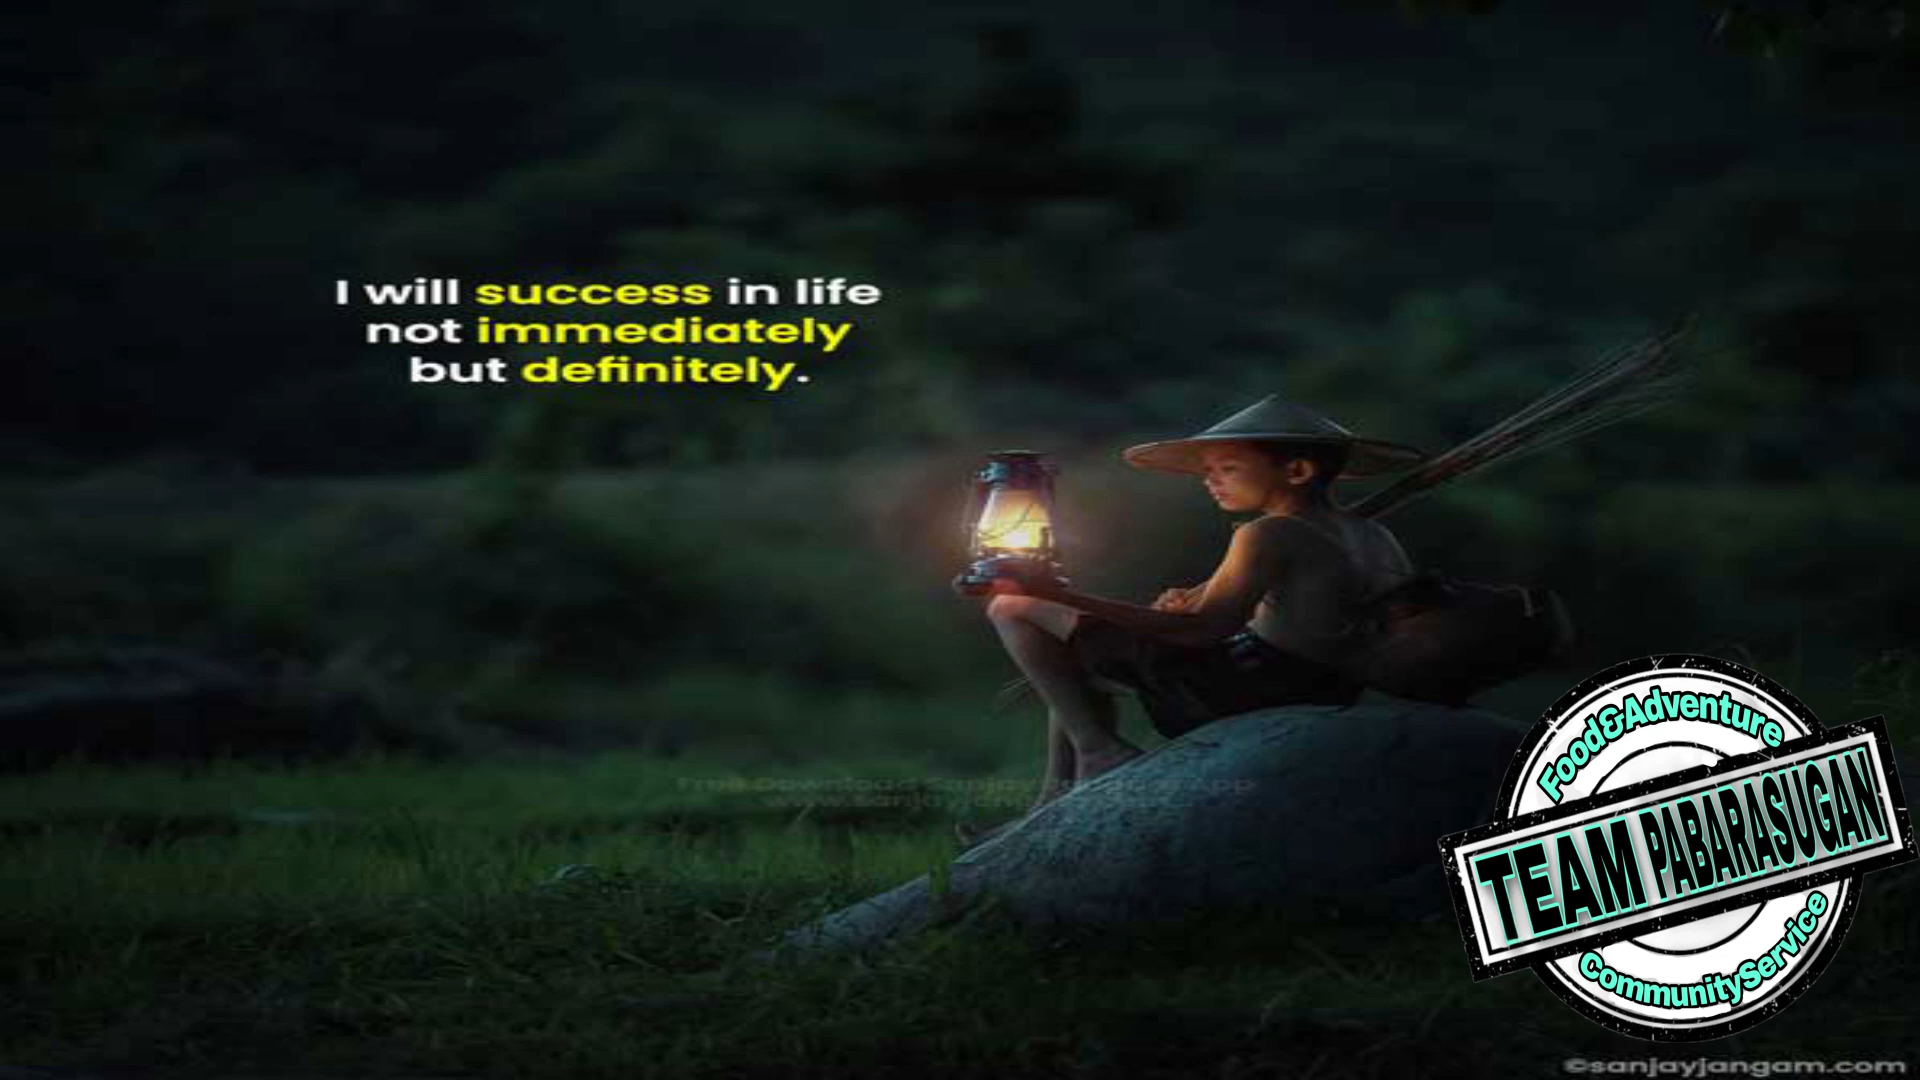 I will success in life
not immediately
but definitely.
Food&Adventure
TEAM PABARASUGAN
CommunityService
©sanjayjangam.com